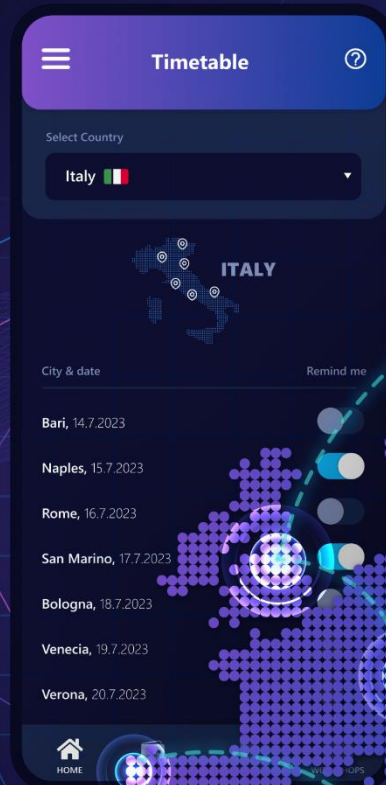 Timetable
Select Country
Italy
ITALY
City & date Remind me
Bari, 14.7.2023
Naples, 15.7.2023
Rome, 16.7.2023
San Marino, 17.7.2023
Bologna, 18.7.2023
Venecia, 19.7.2023
Verona, 20.7.2023
HOME